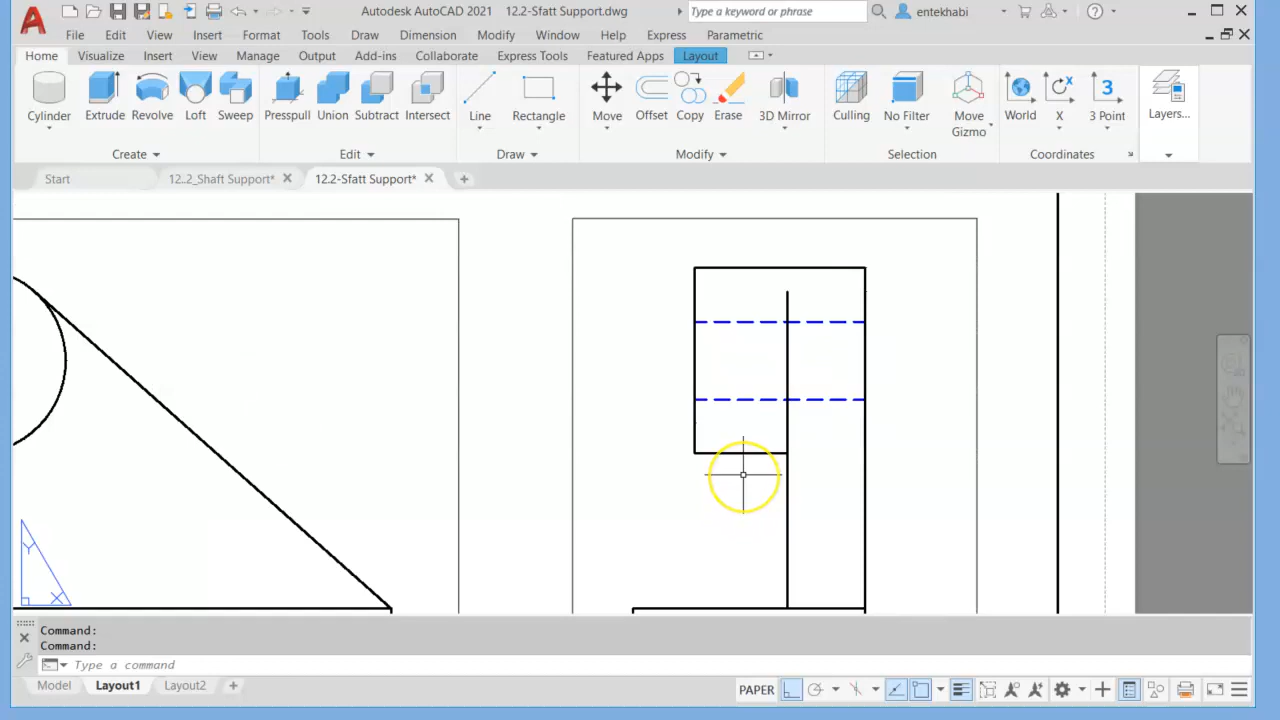 Autodesk AutoCAD 2021 12.2-Sfatt Support.dwg
Type a keyword or phrase
entekhabi
File Edit View Insert Format Tools Draw Dimension Modify Window Help Express Parametric
Home Visualize Insert View Manage Output Add-ins Collaborate Express Tools Featured Apps Layout
Cylinder Extrude Revolve Loft Sweep Presspull Union Subtract Intersect Line Rectangle Move Offset Copy Erase 3D Mirror Culling No Filter Move Gizmo World X 3 Point Layers...
Create Edit Draw Modify Selection Coordinates
Start 12..2_Shaft Support* 12.2-Sfatt Support*
Y
X
Command:
Command:
Type a command
Model Layout1 Layout2 PAPER